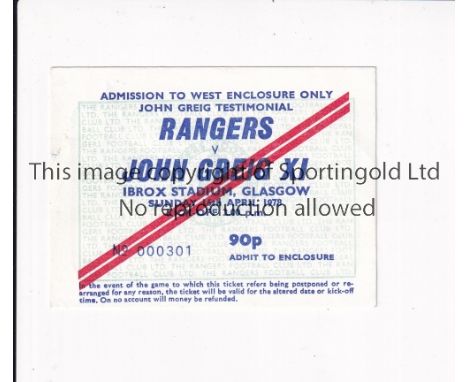 ADMISSION TO WEST ENCLOSURE ONLY
JOHN GREIG TESTIMONIAL
RANGERS
v
JOHN GREIG XI
This image copyright of Sportingold Ltd
IBROX STADIUM, GLASGOW
SUNDAY APRIL 1978
No reproduction allowed
p.m.
Nº 000301
90p
ADMIT TO ENCLOSURE
In the event of the game to which this ticket refers being postponed or re-
arranged for any reason, the ticket will be valid for the altered date or kick-off
time. On no account will money be refunded.